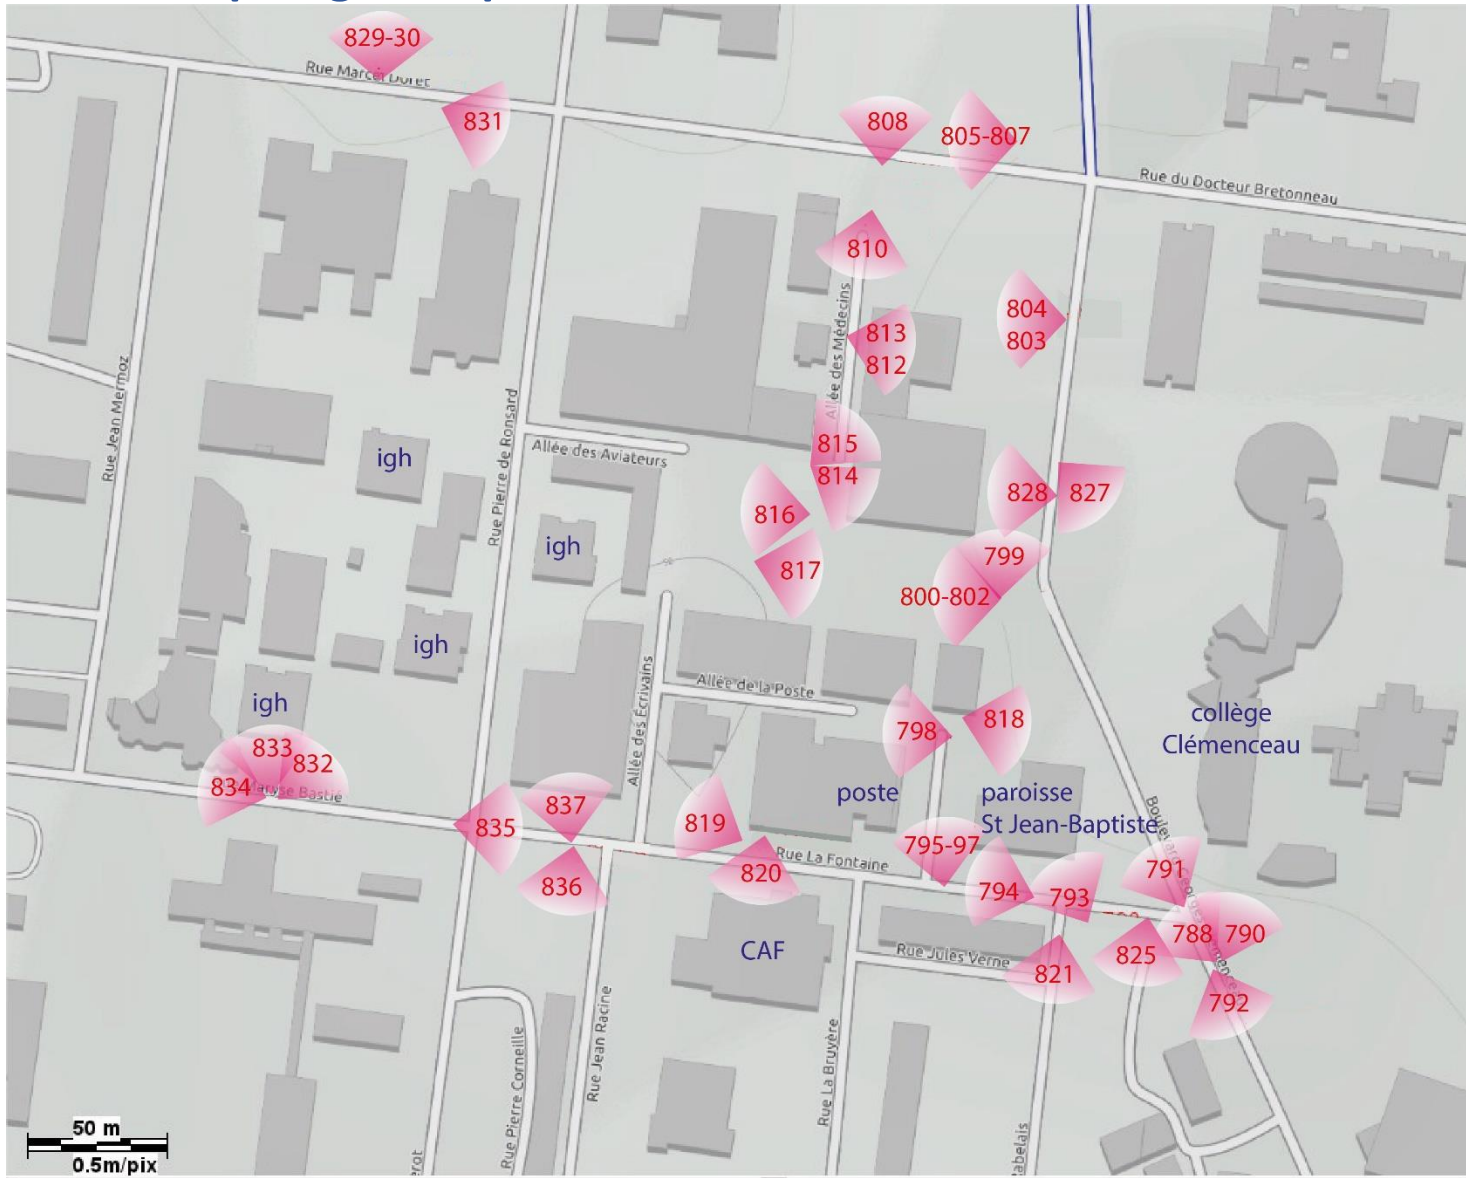 829-30
Rue Marcel Doret
831
808
805-807
Rue du Docteur Bretonneau
810
Allée des Médecins
813
812
804
803
Rue Jean Mermoz
Rue Pierre de Ronsard
Allée des Aviateurs
igh
815
814
828
827
816
817
igh
799
800-802
igh
igh
Allée des Écrivains
Allée de la Poste
798
818
collège
Clémenceau
833
832
834
Maryse Bastié
835
837
836
819
820
poste
paroisse
St Jean-Baptiste
Rue La Fontaine
795-97
794
793
791
788
790
792
CAF
Rue Jules Verne
821
825
Rue Pierre Corneille
Rue Jean Racine
Rue La Bruyère
50 m
0.5m/pix